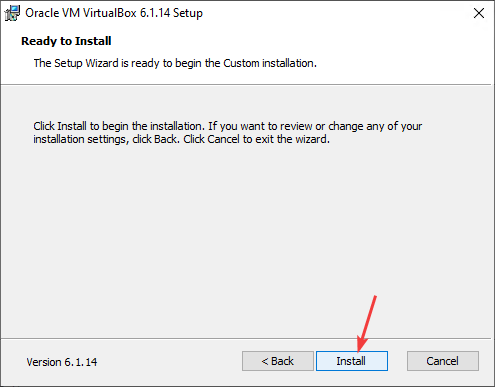 Oracle VM VirtualBox 6.1.14 Setup
Ready to Install
The Setup Wizard is ready to begin the Custom installation.
Click Install to begin the installation. If you want to review or change any of your
installation settings, click Back. Click Cancel to exit the wizard.
Version 6.1.14
< Back
Install
Cancel